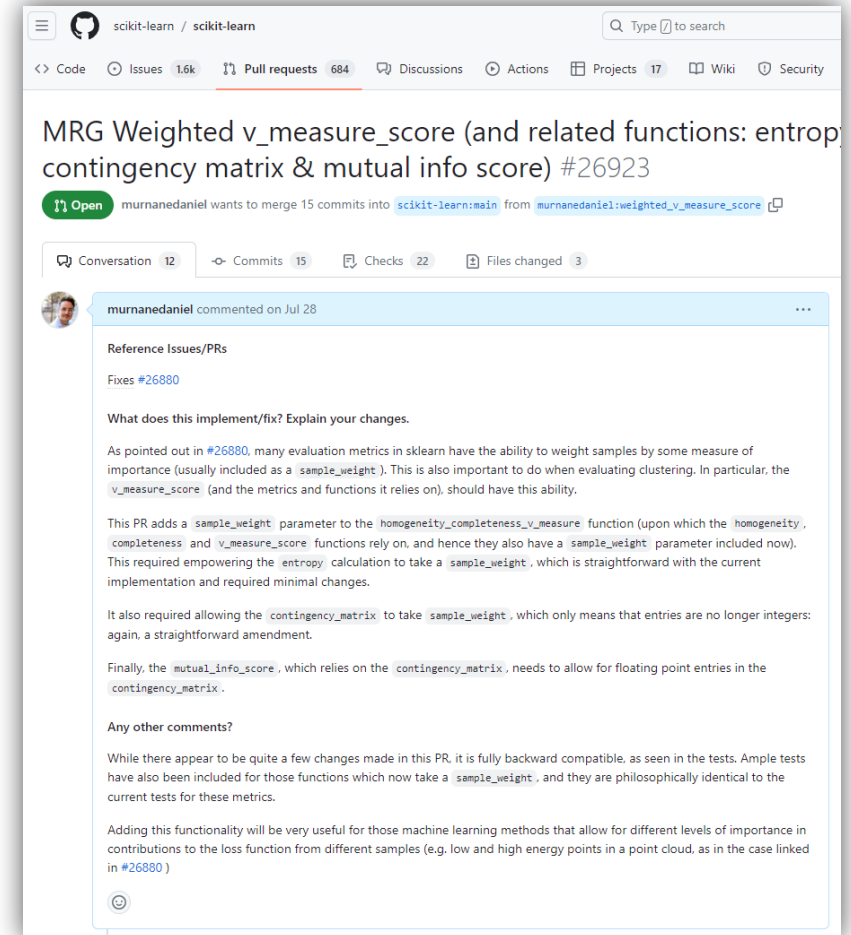 scikit-learn / scikit-learn
Type / to search
<> Code Issues 1.6k Pull requests 684 Discussions Actions Projects 17 Wiki Security
MRG Weighted v_measure_score (and related functions: entropy
contingency matrix & mutual info score) #26923
Open murnanedaniel wants to merge 15 commits into scikit-learn:main from murnanedaniel:weighted_v_measure_score
Conversation 12 Commits 15 Checks 22 Files changed 3
murnanedaniel commented on Jul 28 ...
Reference Issues/PRs
Fixes #26880
What does this implement/fix? Explain your changes.
As pointed out in #26880, many evaluation metrics in sklearn have the ability to weight samples by some measure of
importance (usually included as a sample_weight ). This is also important to do when evaluating clustering. In particular, the
v_measure_score (and the metrics and functions it relies on), should have this ability.
This PR adds a sample_weight parameter to the homogeneity_completeness_v_measure function (upon which the homogeneity ,
completeness and v_measure_score functions rely on, and hence they also have a sample_weight parameter included now).
This required empowering the entropy calculation to take a sample_weight , which is straightforward with the current
implementation and required minimal changes.
It also required allowing the contingency_matrix to take sample_weight , which only means that entries are no longer integers:
again, a straightforward amendment.
Finally, the mutual_info_score , which relies on the contingency_matrix , needs to allow for floating point entries in the
contingency_matrix .
Any other comments?
While there appear to be quite a few changes made in this PR, it is fully backward compatible, as seen in the tests. Ample tests
have also been included for those functions which now take a sample_weight , and they are philosophically identical to the
current tests for these metrics.
Adding this functionality will be very useful for those machine learning methods that allow for different levels of importance in
contributions to the loss function from different samples (e.g. low and high energy points in a point cloud, as in the case linked
in #26880 )